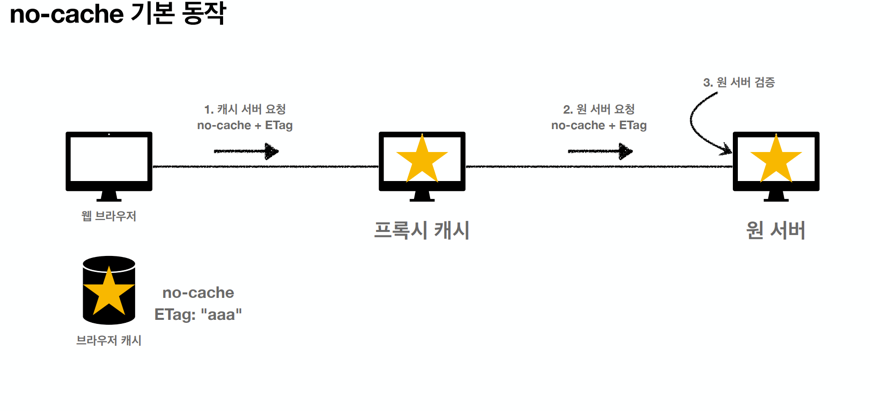 no-cache 기본 동작
3. 원 서버 검증
1. 캐시 서버 요청
no-cache + ETag
2. 원 서버 요청
no-cache + ETag
웹 브라우저
프록시 캐시
원 서버
no-cache
ETag: "aaa"
브라우저 캐시